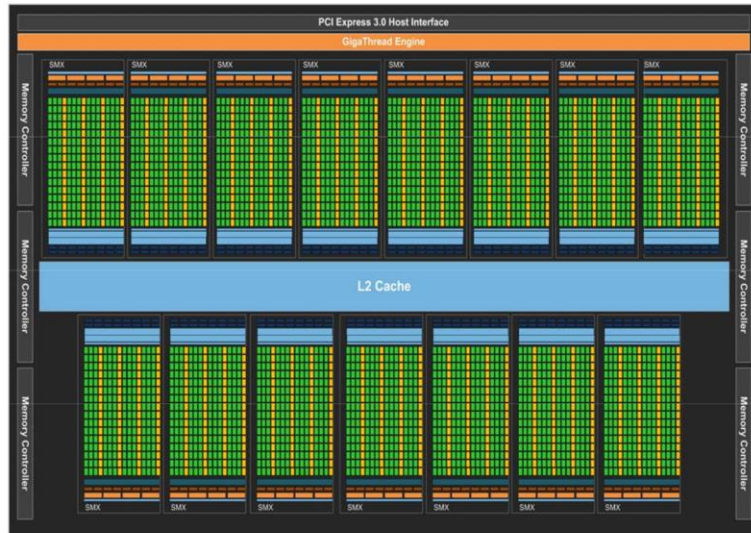 PCI Express 3.0 Host Interface
GigaThread Engine
SMX SMX SMX SMX SMX SMX SMX SMX
Memory Controller
Memory Controller
Memory Controller
L2 Cache
Memory Controller
Memory Controller
Memory Controller
SMX SMX SMX SMX SMX SMX SMX